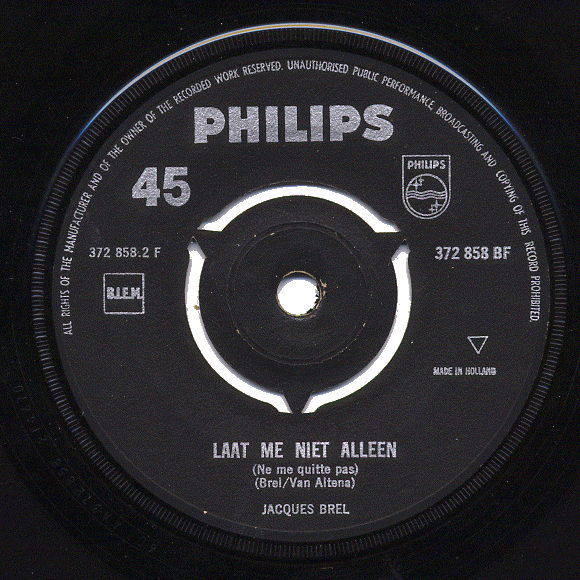 ALL RIGHTS OF THE MANUFACTURER AND OF THE OWNER OF THE RECORDED WORK RESERVED. UNAUTHORISED PUBLIC PERFORMANCE, BROADCASTING AND COPYING OF THIS RECORD PROHIBITED.
PHILIPS
45
PHILIPS
372 858.2 F
372 858 BF
B.I.E.M.
MADE IN HOLLAND
LAAT ME NIET ALLEEN
(Ne me quitte pas)
(Brel/Van Altena)
JACQUES BREL